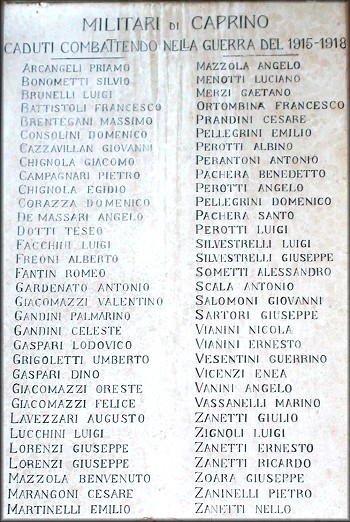 MILITARI DI CAPRINO
CADUTI COMBATTENDO NELLA GUERRA DEL 1915-1918
ARCANGELI PRIAMO
BONOMETTI SILVIO
BRUNELLI LUIGI
BATTISTOLI FRANCESCO
BRENTEGANI MASSIMO
CONSOLINI DOMENICO
CAZZAVILLAN GIOVANNI
CHIGNOLA GIACOMO
CAMPAGNARI PIETRO
CHIGNOLA EGIDIO
CORAZZA DOMENICO
DE MASSARI ANGELO
DOTTI TESEO
FACCHINI LUIGI
FREONI ALBERTO
FANTIN ROMEO
GARDENATO ANTONIO
GIACOMAZZI VALENTINO
GANDINI PALMARINO
GANDINI CELESTE
GASPARI LODOVICO
GRIGOLETTI UMBERTO
GASPARI DINO
GIACOMAZZI ORESTE
GIACOMAZZI FELICE
LAVEZZARI AUGUSTO
LUCCHINI LUIGI
LORENZI GIUSEPPE
LORENZI GIUSEPPE
MAZZOLA BENVENUTO
MARANGONI CESARE
MARTINELLI EMILIO
MAZZOLA ANGELO
MENOTTI LUCIANO
MERZI GAETANO
ORTOMBINA FRANCESCO
PRANDINI CESARE
PELLEGRINI EMILIO
PEROTTI ALBINO
PERANTONI ANTONIO
PACHERA BENEDETTO
PEROTTI ANGELO
PELLEGRINI DOMENICO
PACHERA SANTO
PEROTTI LUIGI
SILVESTRELLI LUIGI
SILVESTRELLI GIUSEPPE
SOMETTI ALESSANDRO
SCALA ANTONIO
SALOMONI GIOVANNI
SARTORI GIUSEPPE
VIANINI NICOLA
VIANINI ERNESTO
VESENTINI GUERRINO
VICENZI ENEA
VANINI ANGELO
VASSANELLI MARINO
ZANETTI GIULIO
ZIGNOLI LUIGI
ZANETTI ERNESTO
ZANETTI RICARDO
ZOARA GIUSEPPE
ZANINELLI PIETRO
ZANETTI NELLO